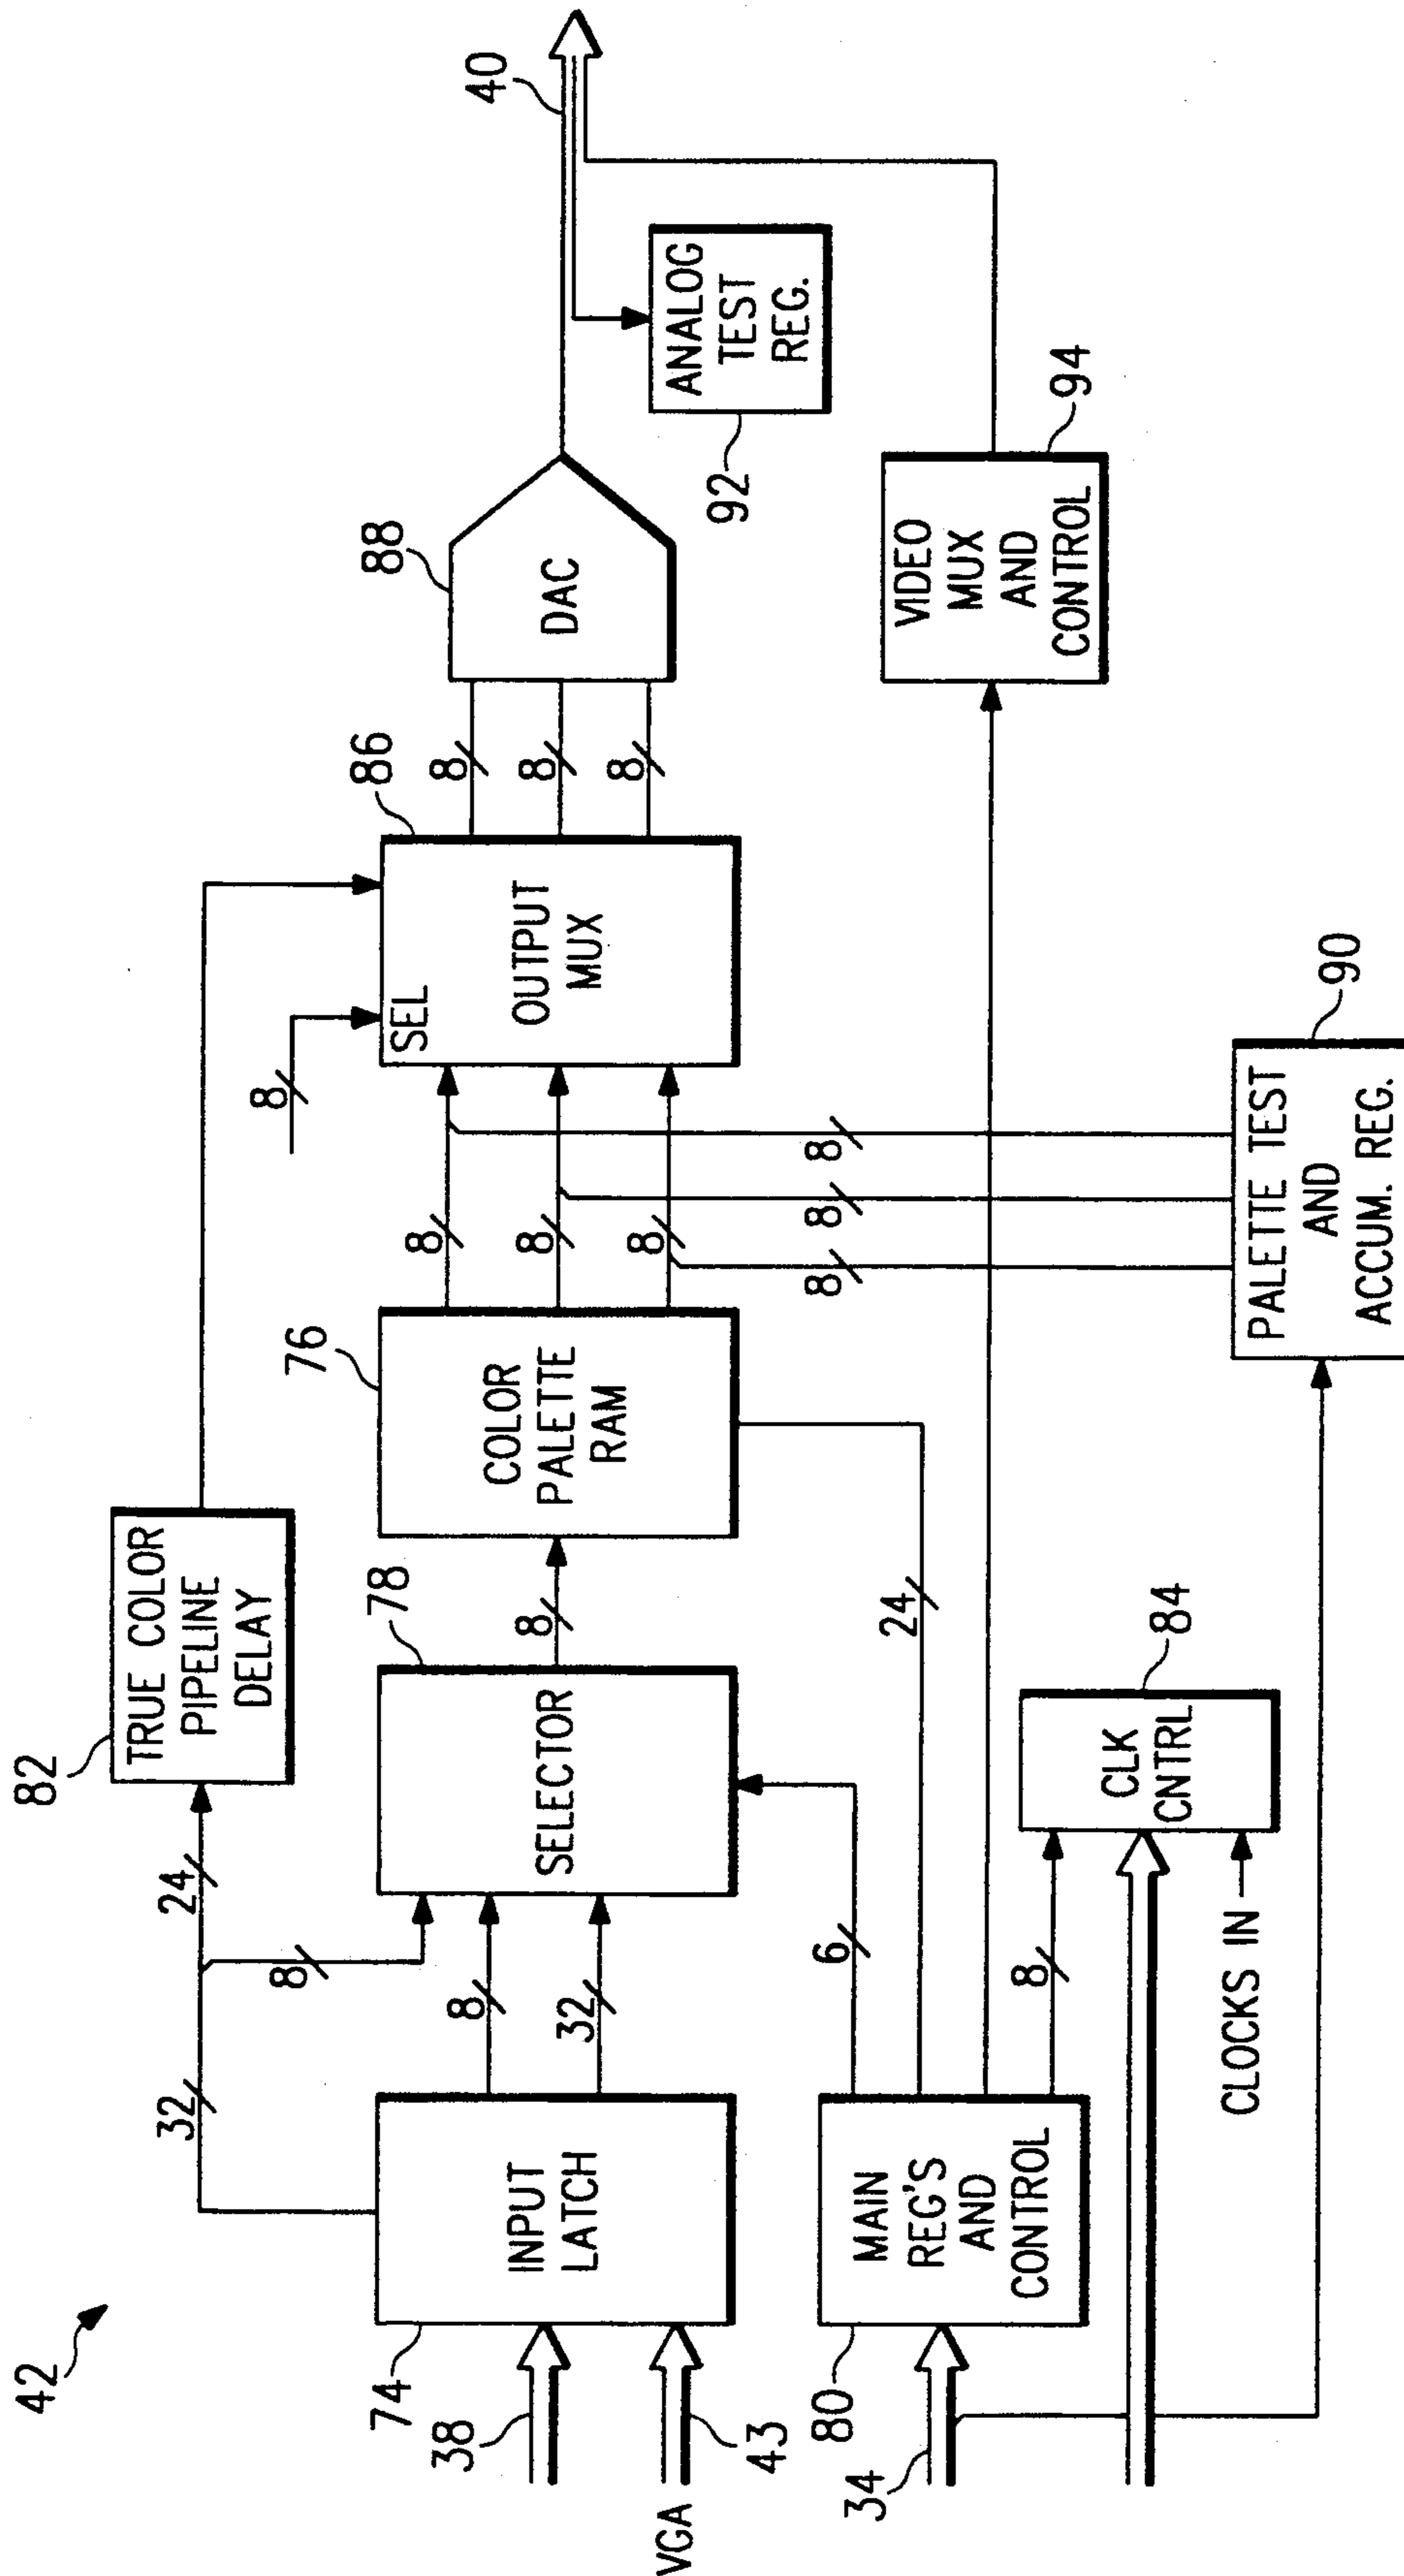 42
82
TRUE COLOR
PIPELINE
DELAY
32
24
8
74
INPUT
LATCH
38
VGA
43
8
32
78
SELECTOR
8
76
COLOR
PALETTE
RAM
8
8
8
8
SEL
86
OUTPUT
MUX
8
8
8
88
DAC
40
92
ANALOG
TEST
REG.
80
MAIN
REG'S
AND
CONTROL
34
6
24
8
84
CLK
CNTRL
CLOCKS IN
8
8
8
90
PALETTE TEST
AND
ACCUM. REG.
94
VIDEO
MUX
AND
CONTROL